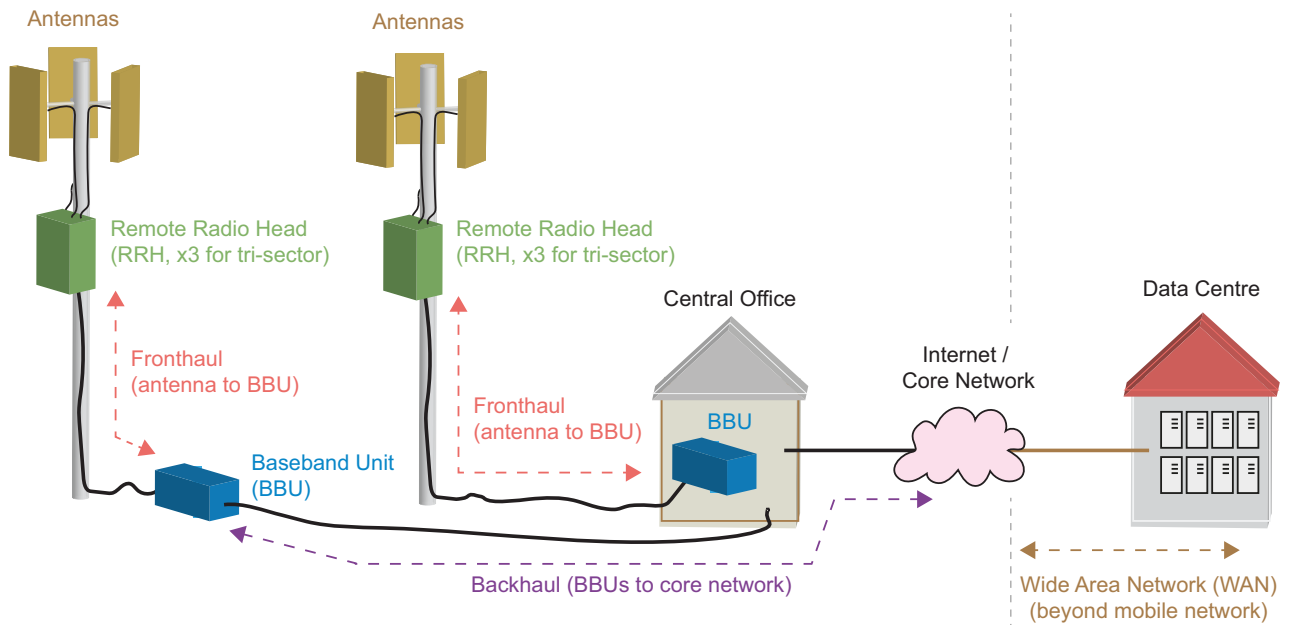 Antennas
Antennas
Remote Radio Head
(RRH, x3 for tri-sector)
Remote Radio Head
(RRH, x3 for tri-sector)
Central Office
Data Centre
Fronthaul
(antenna to BBU)
Internet /
Core Network
Fronthaul
(antenna to BBU)
BBU
Baseband Unit
(BBU)
Backhaul (BBUs to core network)
Wide Area Network (WAN)
(beyond mobile network)